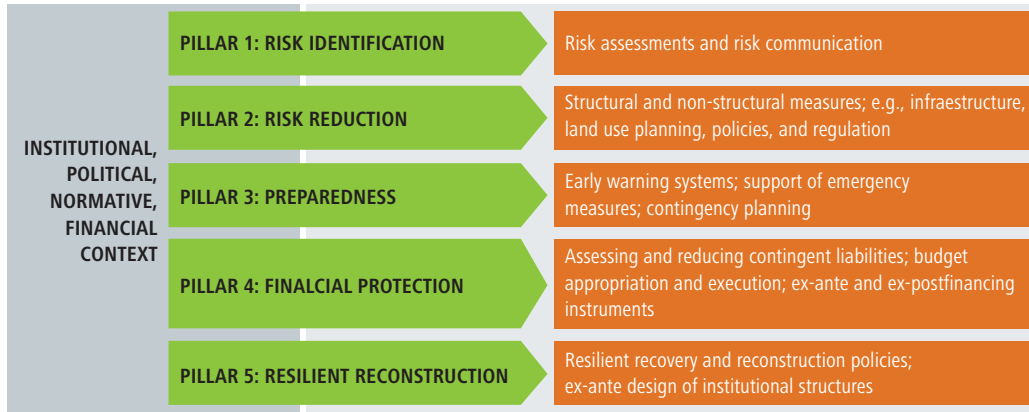 INSTITUTIONAL,
POLITICAL,
NORMATIVE,
FINANCIAL
CONTEXT
PILLAR 1: RISK IDENTIFICATION
Risk assessments and risk communication
PILLAR 2: RISK REDUCTION
Structural and non-structural measures; e.g., infraestructure,
land use planning, policies, and regulation
PILLAR 3: PREPAREDNESS
Early warning systems; support of emergency
measures; contingency planning
PILLAR 4: FINALCIAL PROTECTION
Assessing and reducing contingent liabilities; budget
appropriation and execution; ex-ante and ex-postfinancing
instruments
PILLAR 5: RESILIENT RECONSTRUCTION
Resilient recovery and reconstruction policies;
ex-ante design of institutional structures